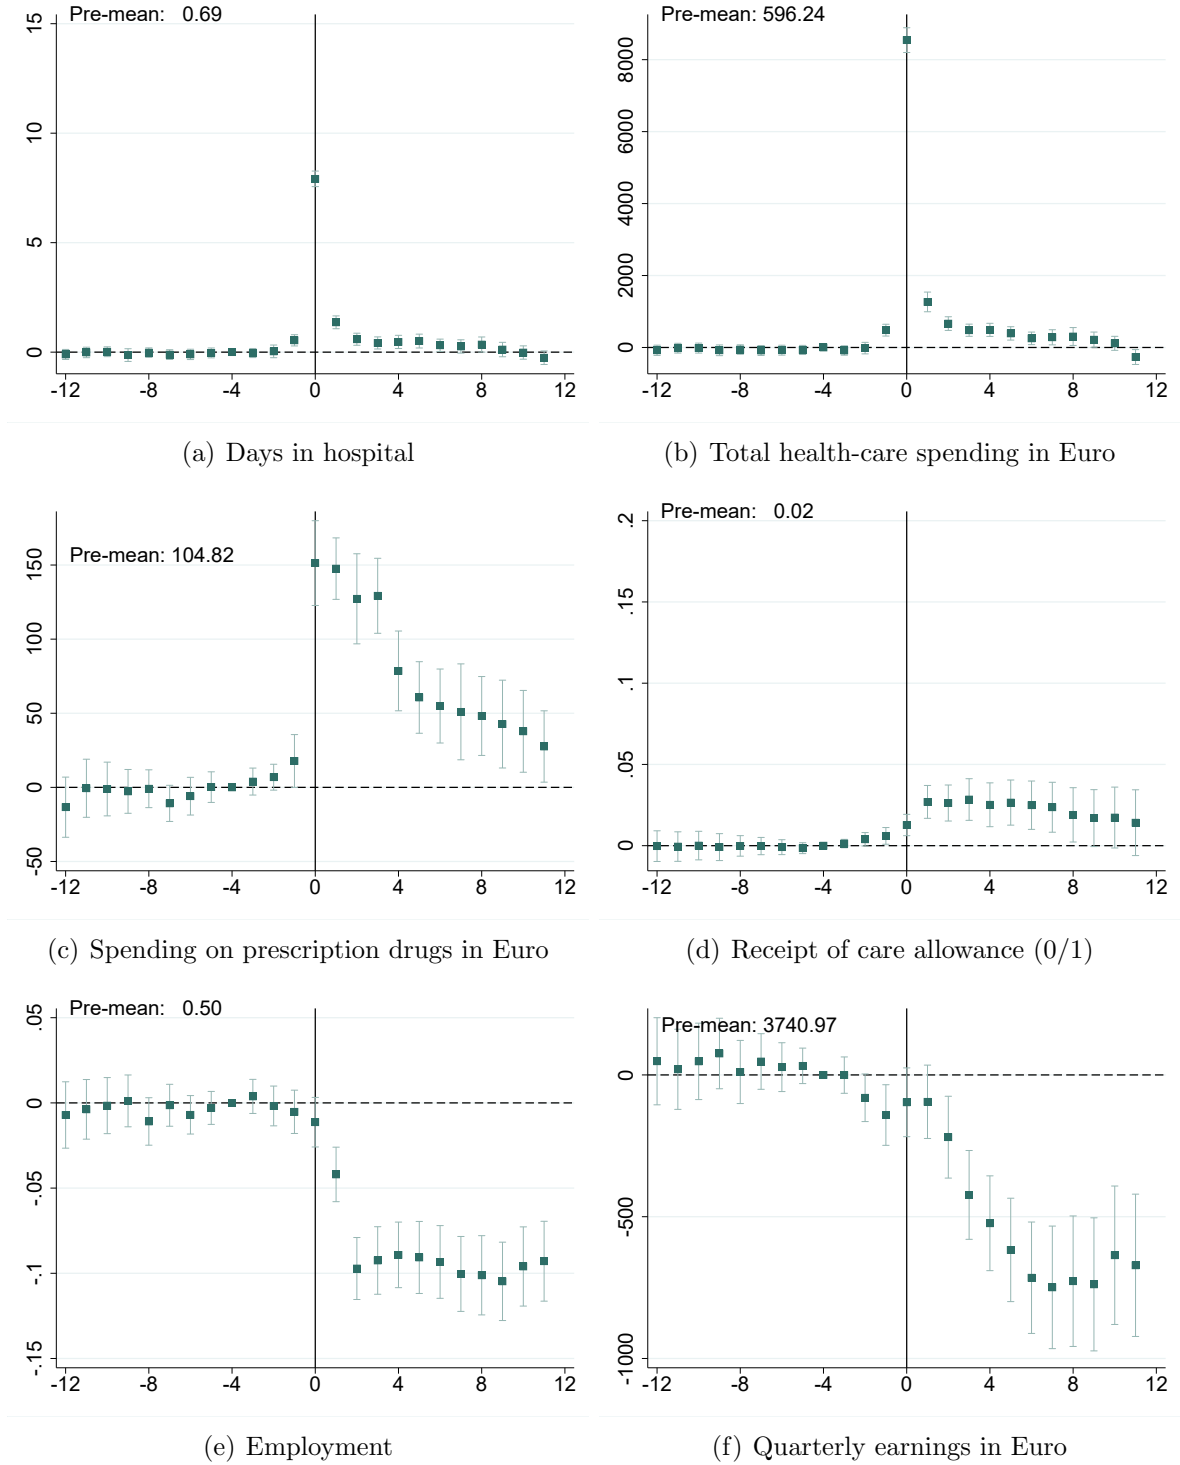 Pre-mean: 0.69
15
10
5
0
-12 -8 -4 0 4 8 12
(a) Days in hospital
Pre-mean: 596.24
8000
6000
4000
2000
0
-12 -8 -4 0 4 8 12
(b) Total health-care spending in Euro
Pre-mean: 104.82
150
100
50
0
-50
-12 -8 -4 0 4 8 12
(c) Spending on prescription drugs in Euro
Pre-mean: 0.02
.2
.15
.1
.05
0
-12 -8 -4 0 4 8 12
(d) Receipt of care allowance (0/1)
Pre-mean: 0.50
.05
0
-.05
-.1
-.15
-12 -8 -4 0 4 8 12
(e) Employment
Pre-mean: 3740.97
0
-500
-1000
-12 -8 -4 0 4 8 12
(f) Quarterly earnings in Euro